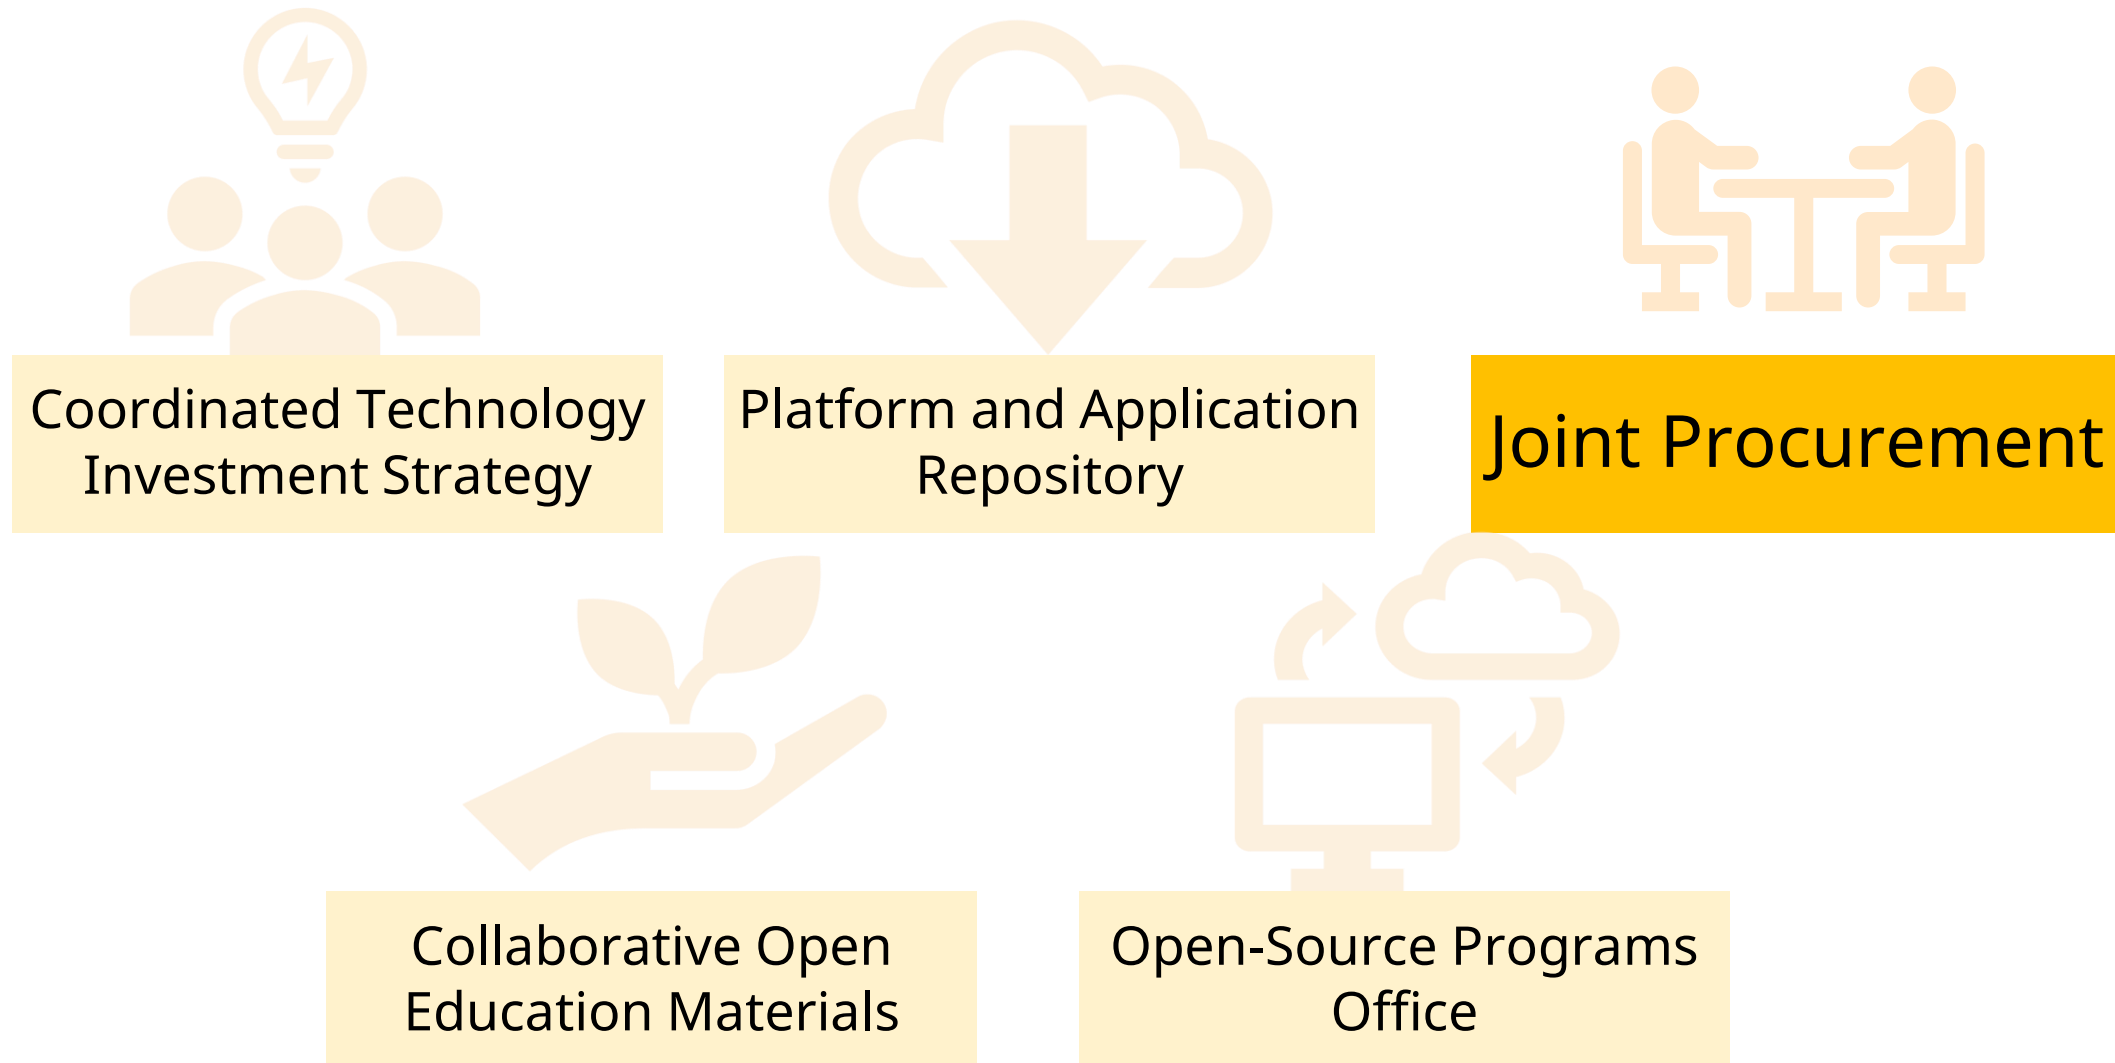 Coordinated Technology
Investment Strategy
Platform and Application
Repository
Joint Procurement
Collaborative Open
Education Materials
Open-Source Programs
Office